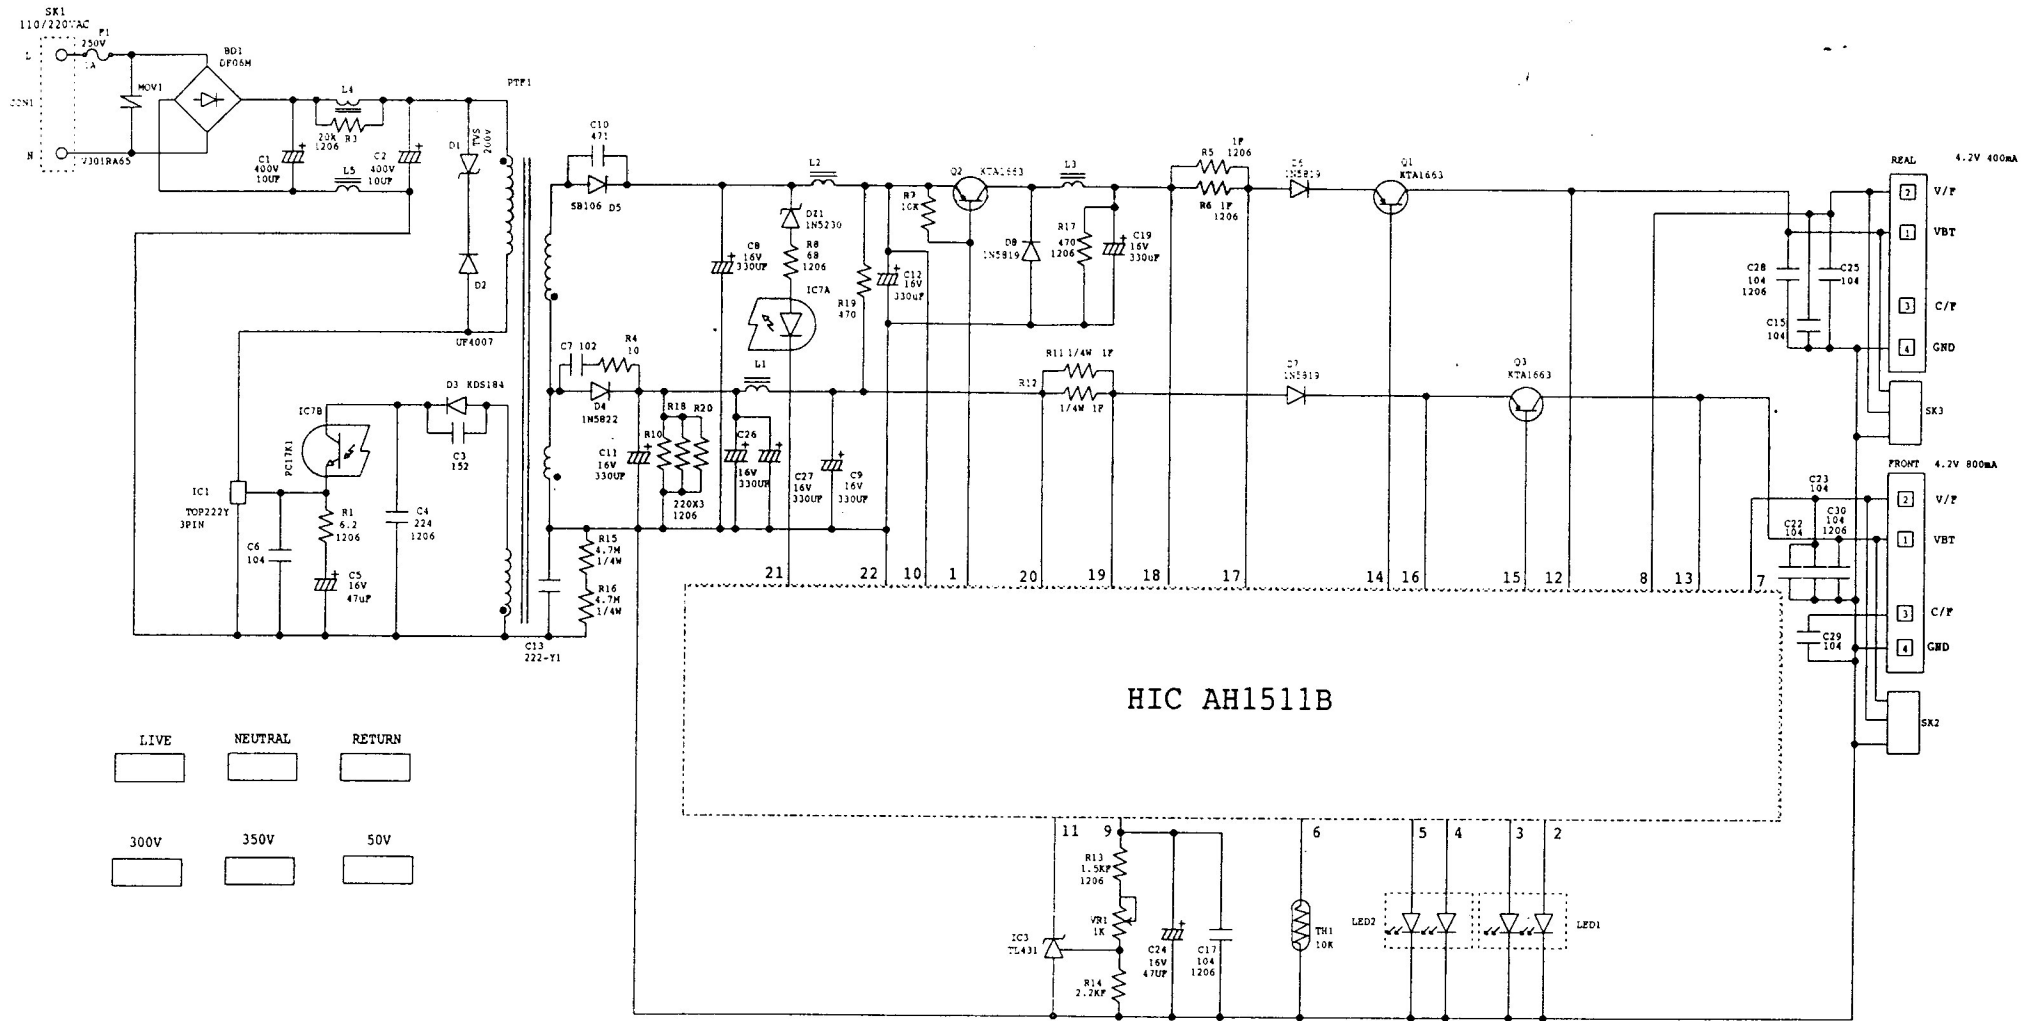 SK1
110/220VAC
F1
250V
1A
L
MOV1
N
V301RA65
BD1
DF06M
L4
20K
1206
R3
C1
400V
10UF
L5
C2
400V
10UF
D1
TVS
200V
D2
UF4007
PTF1
C10
471
SB106 D5
L2
C8
16V
330UF
DZ1
1N5230
R8
68
1206
IC7A
R19
470
C12
16V
330uF
R7
10K
Q2
KTA1663
L3
D8
1N5819
R17
470
1206
C19
16V
330uF
1F
R5 1206
R6 1F
1206
1N5819
Q1
KTA1663
REAL
4.2V 400mA
2 V/F
1 VBT
3 C/F
4 GND
C28
104
1206
C25
104
C15
104
SK3
C7 102
R4
10
D4
1N5822
L1
R18 R20
R10
C11
16V
330UF
220X3
1206
C26
16V
330UF
C27
16V
330UF
C9
16V
330UF
R11 1/4W 1F
R12
1/4W 1F
D7
1N5819
Q3
KTA1663
FRONT
4.2V 800mA
2 V/F
1 VBT
3 C/F
4 GND
C23
104
C22
104
C30
104
1206
C29
104
SK2
D3 KDS184
C3
152
IC7B
PC17K1
IC1
TOP222Y
3PIN
C6
104
R1
6.2
1206
C5
16V
47uF
C4
224
1206
R15
4.7M
1/4W
R16
4.7M
1/4W
C13
222-Y1
21 22 10 1 20 19 18 17 14 16 15 12 8 13 7
HIC AH1511B
11 9 6 5 4 3 2
R13
1.5KF
1206
VR1
1K
IC3
TL431
R14
2.2KF
C24
16V
47UF
C17
104
1206
TH1
10K
LED2
LED1
LIVE NEUTRAL RETURN
300V 350V 50V